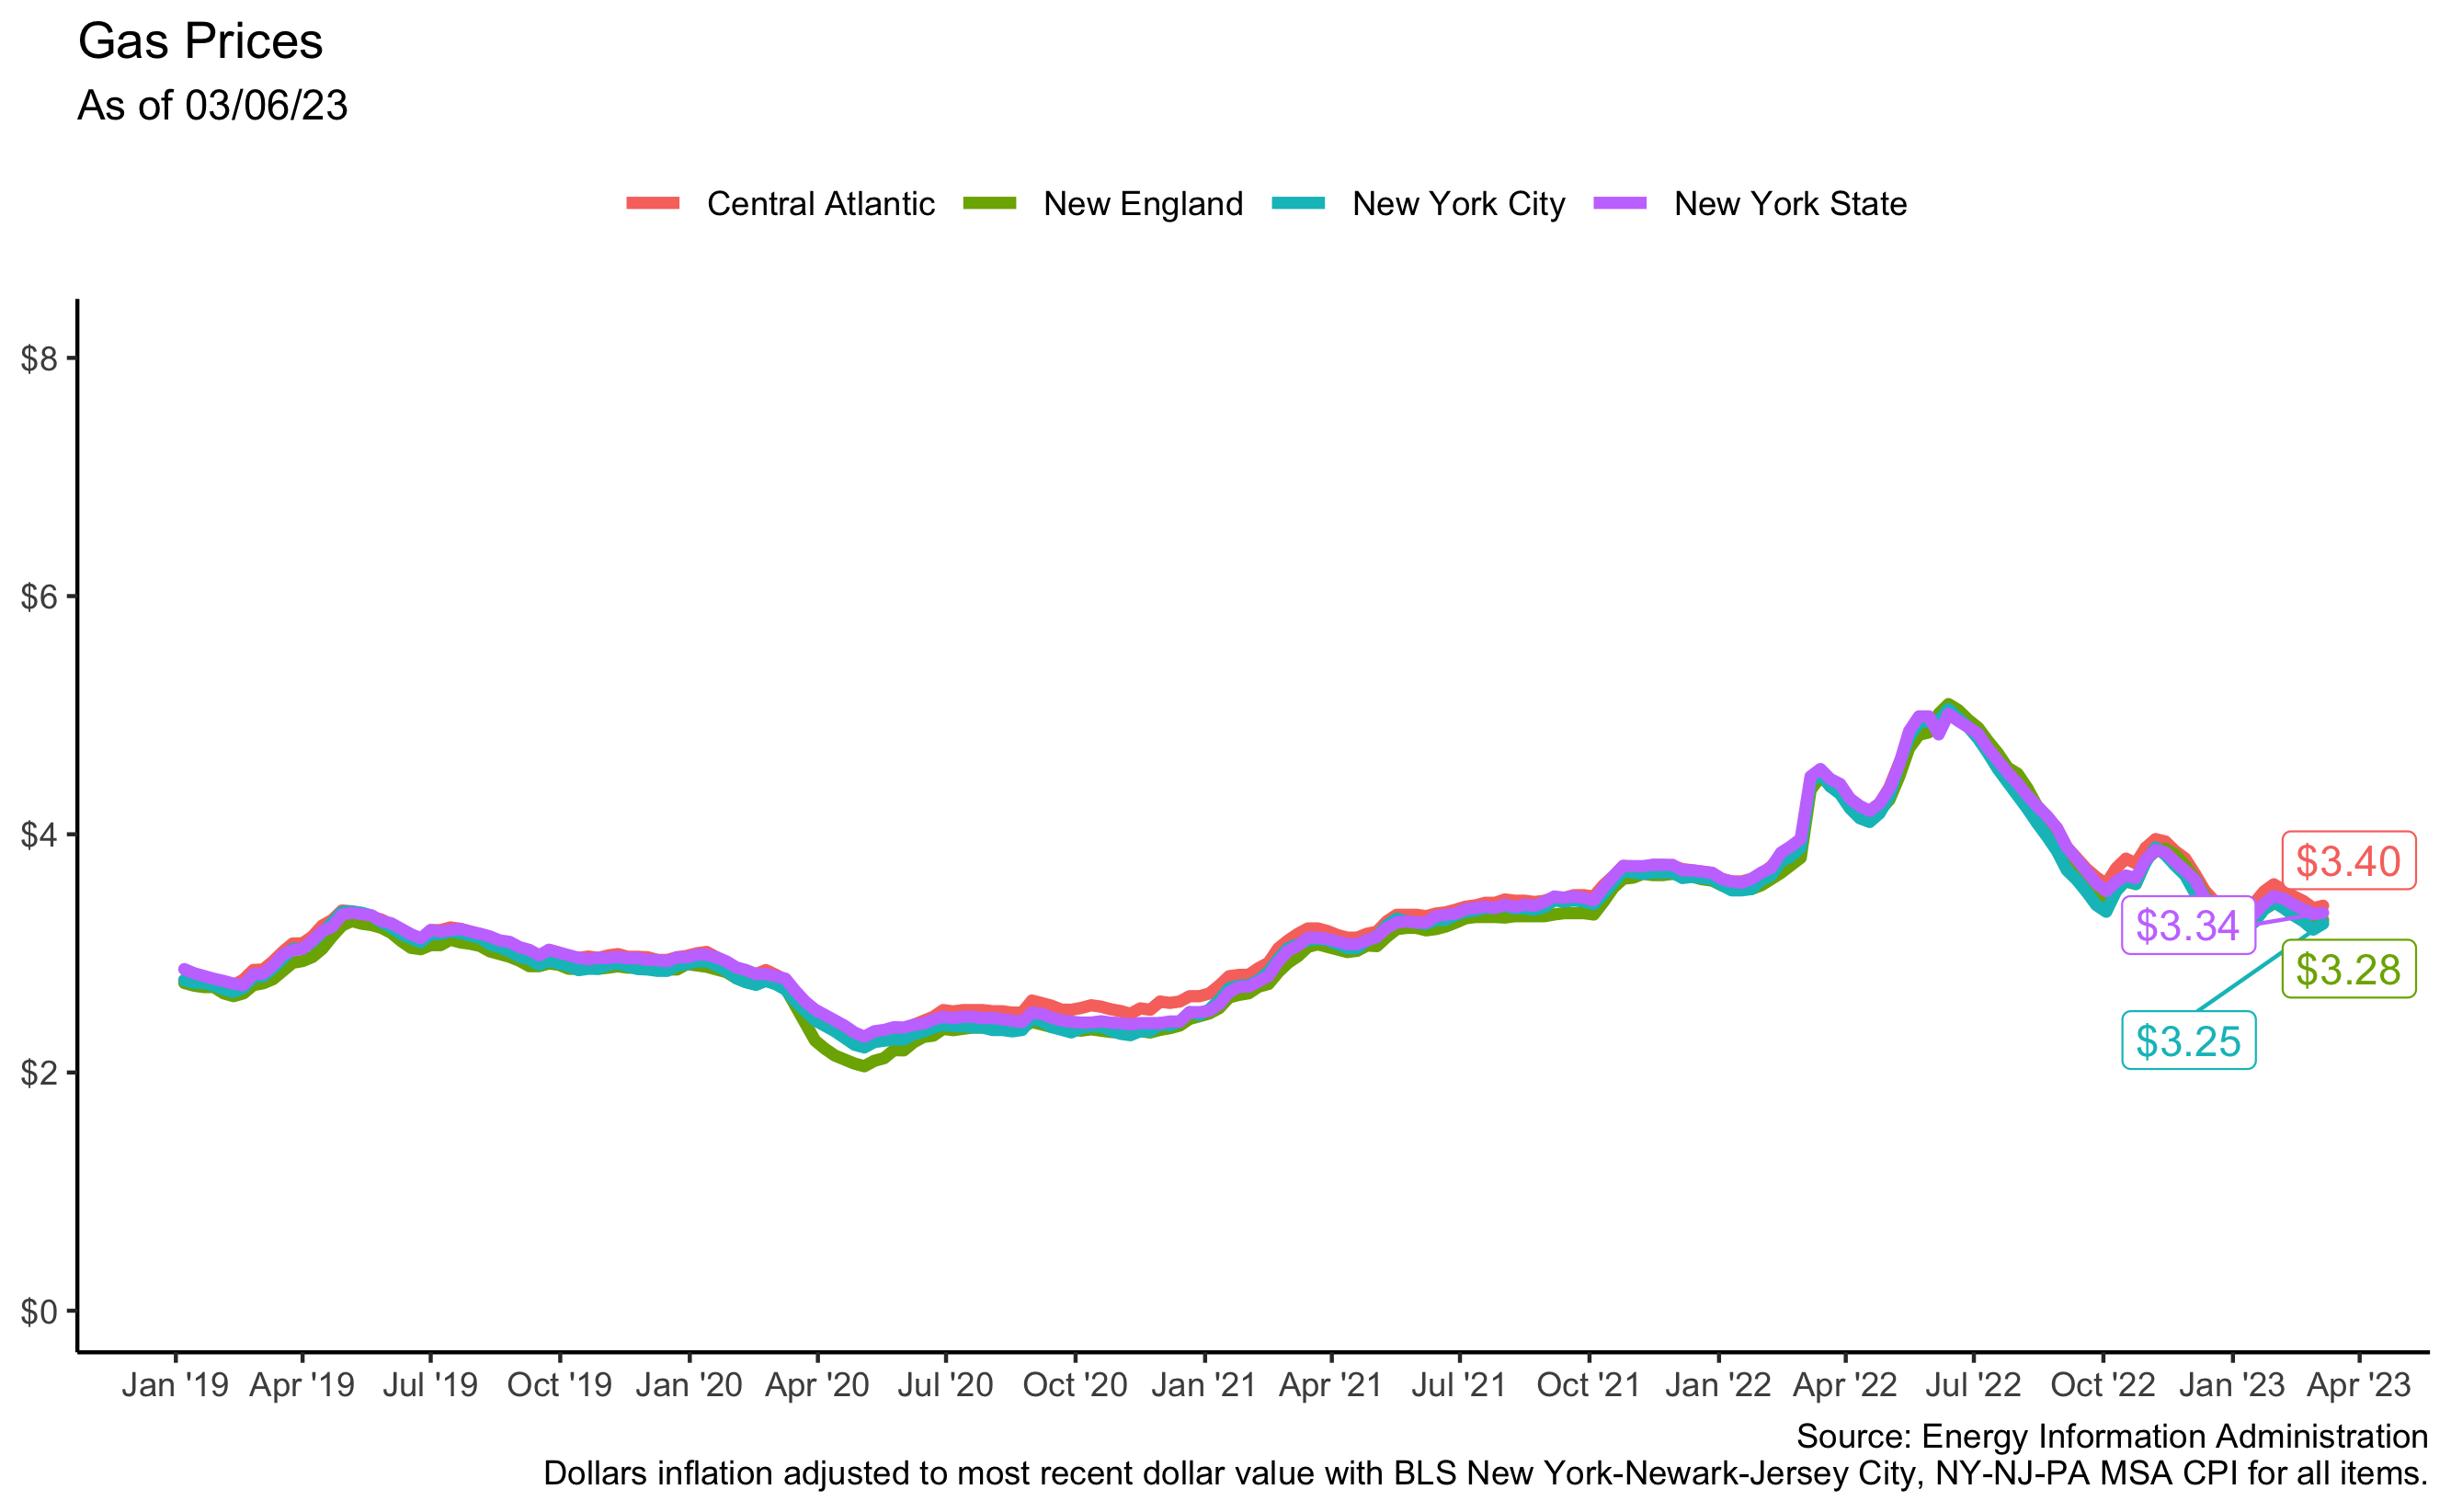 Gas Prices
As of 03/06/23
Central Atlantic New England New York City New York State
$8
$6
$4
$2
$0
$3.40
$3.34
$3.28
$3.25
Jan '19 Apr '19 Jul '19 Oct '19 Jan '20 Apr '20 Jul '20 Oct '20 Jan '21 Apr '21 Jul '21 Oct '21 Jan '22 Apr '22 Jul '22 Oct '22 Jan '23 Apr '23
Source: Energy Information Administration
Dollars inflation adjusted to most recent dollar value with BLS New York-Newark-Jersey City, NY-NJ-PA MSA CPI for all items.